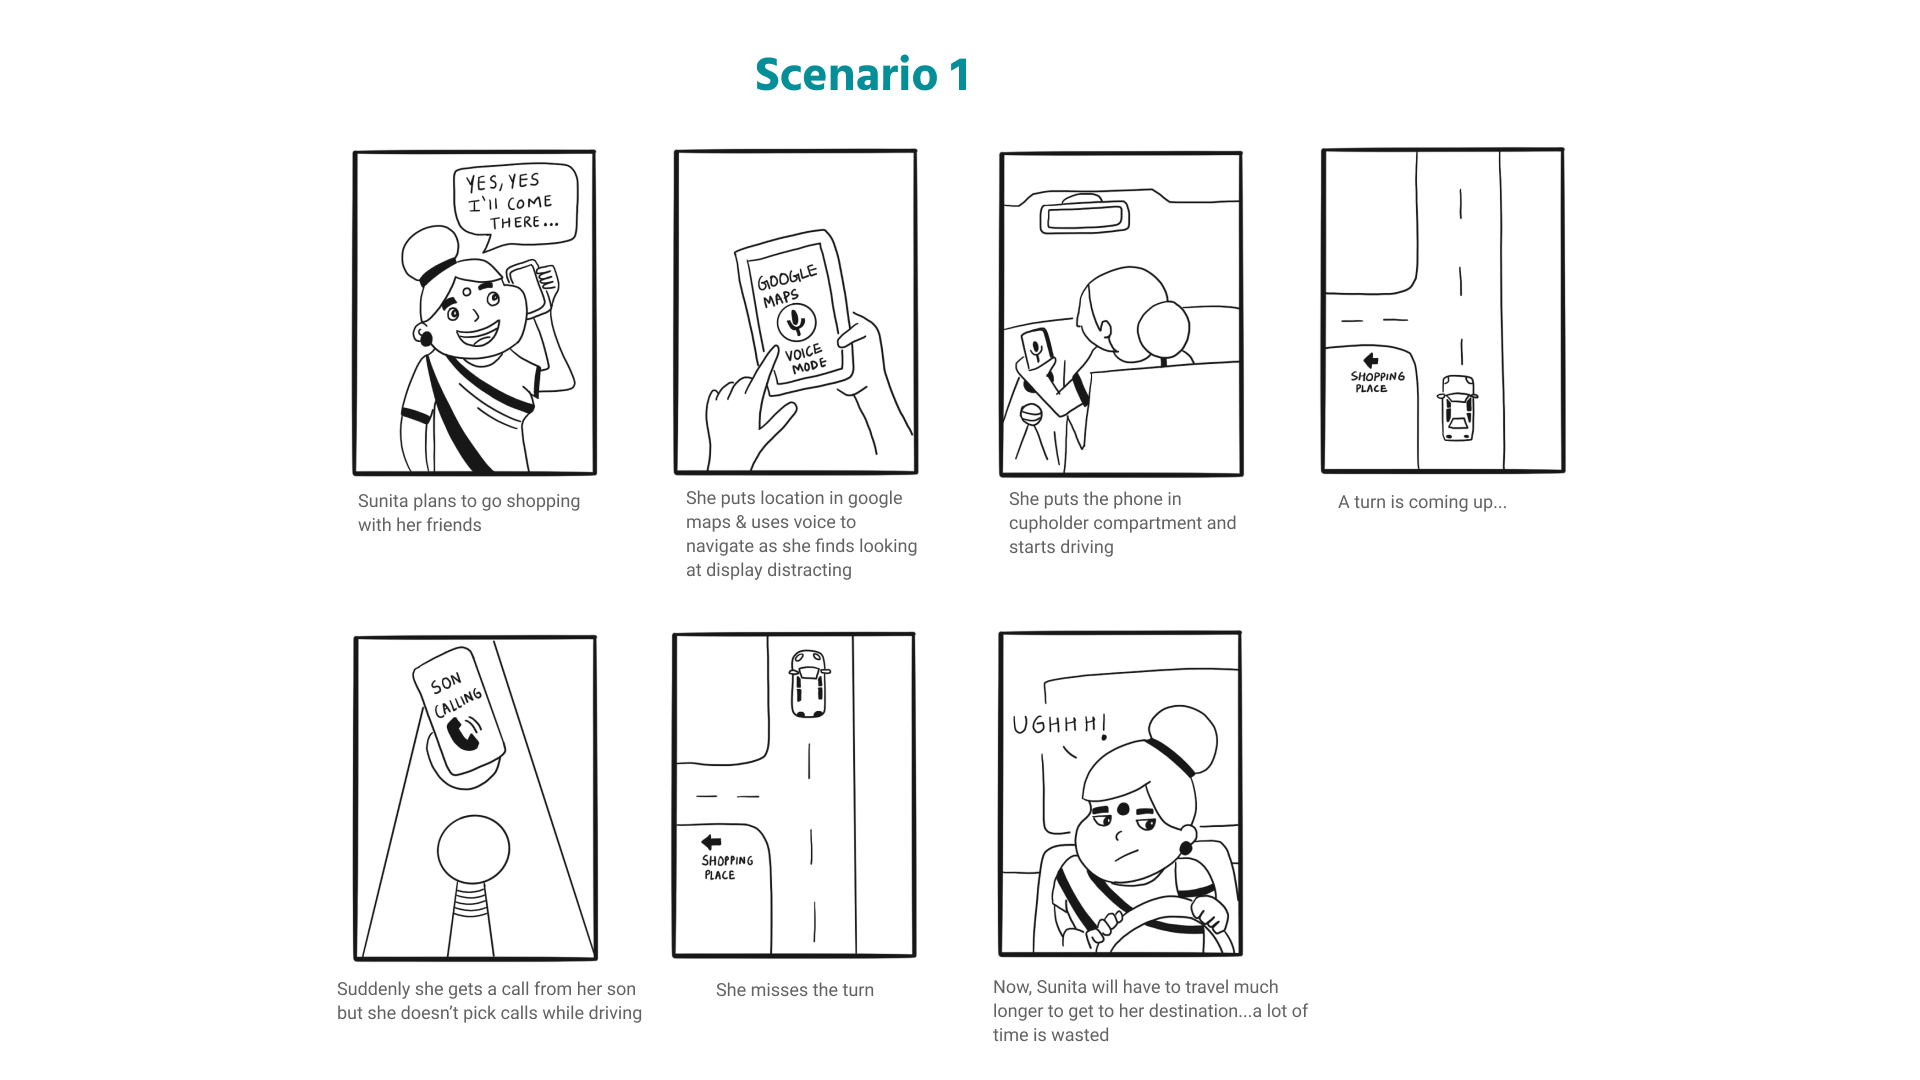 Scenario 1
YES, YES
I'll COME
THERE...
GOOGLE
MAPS
VOICE
MODE
SHOPPING
PLACE
Sunita plans to go shopping
with her friends
She puts location in google
maps & uses voice to
navigate as she finds looking
at display distracting
She puts the phone in
cupholder compartment and
starts driving
A turn is coming up...
SON
CALLING
SHOPPING
PLACE
UGHHH!
Suddenly she gets a call from her son
but she doesn’t pick calls while driving
She misses the turn
Now, Sunita will have to travel much
longer to get to her destination...a lot of
time is wasted